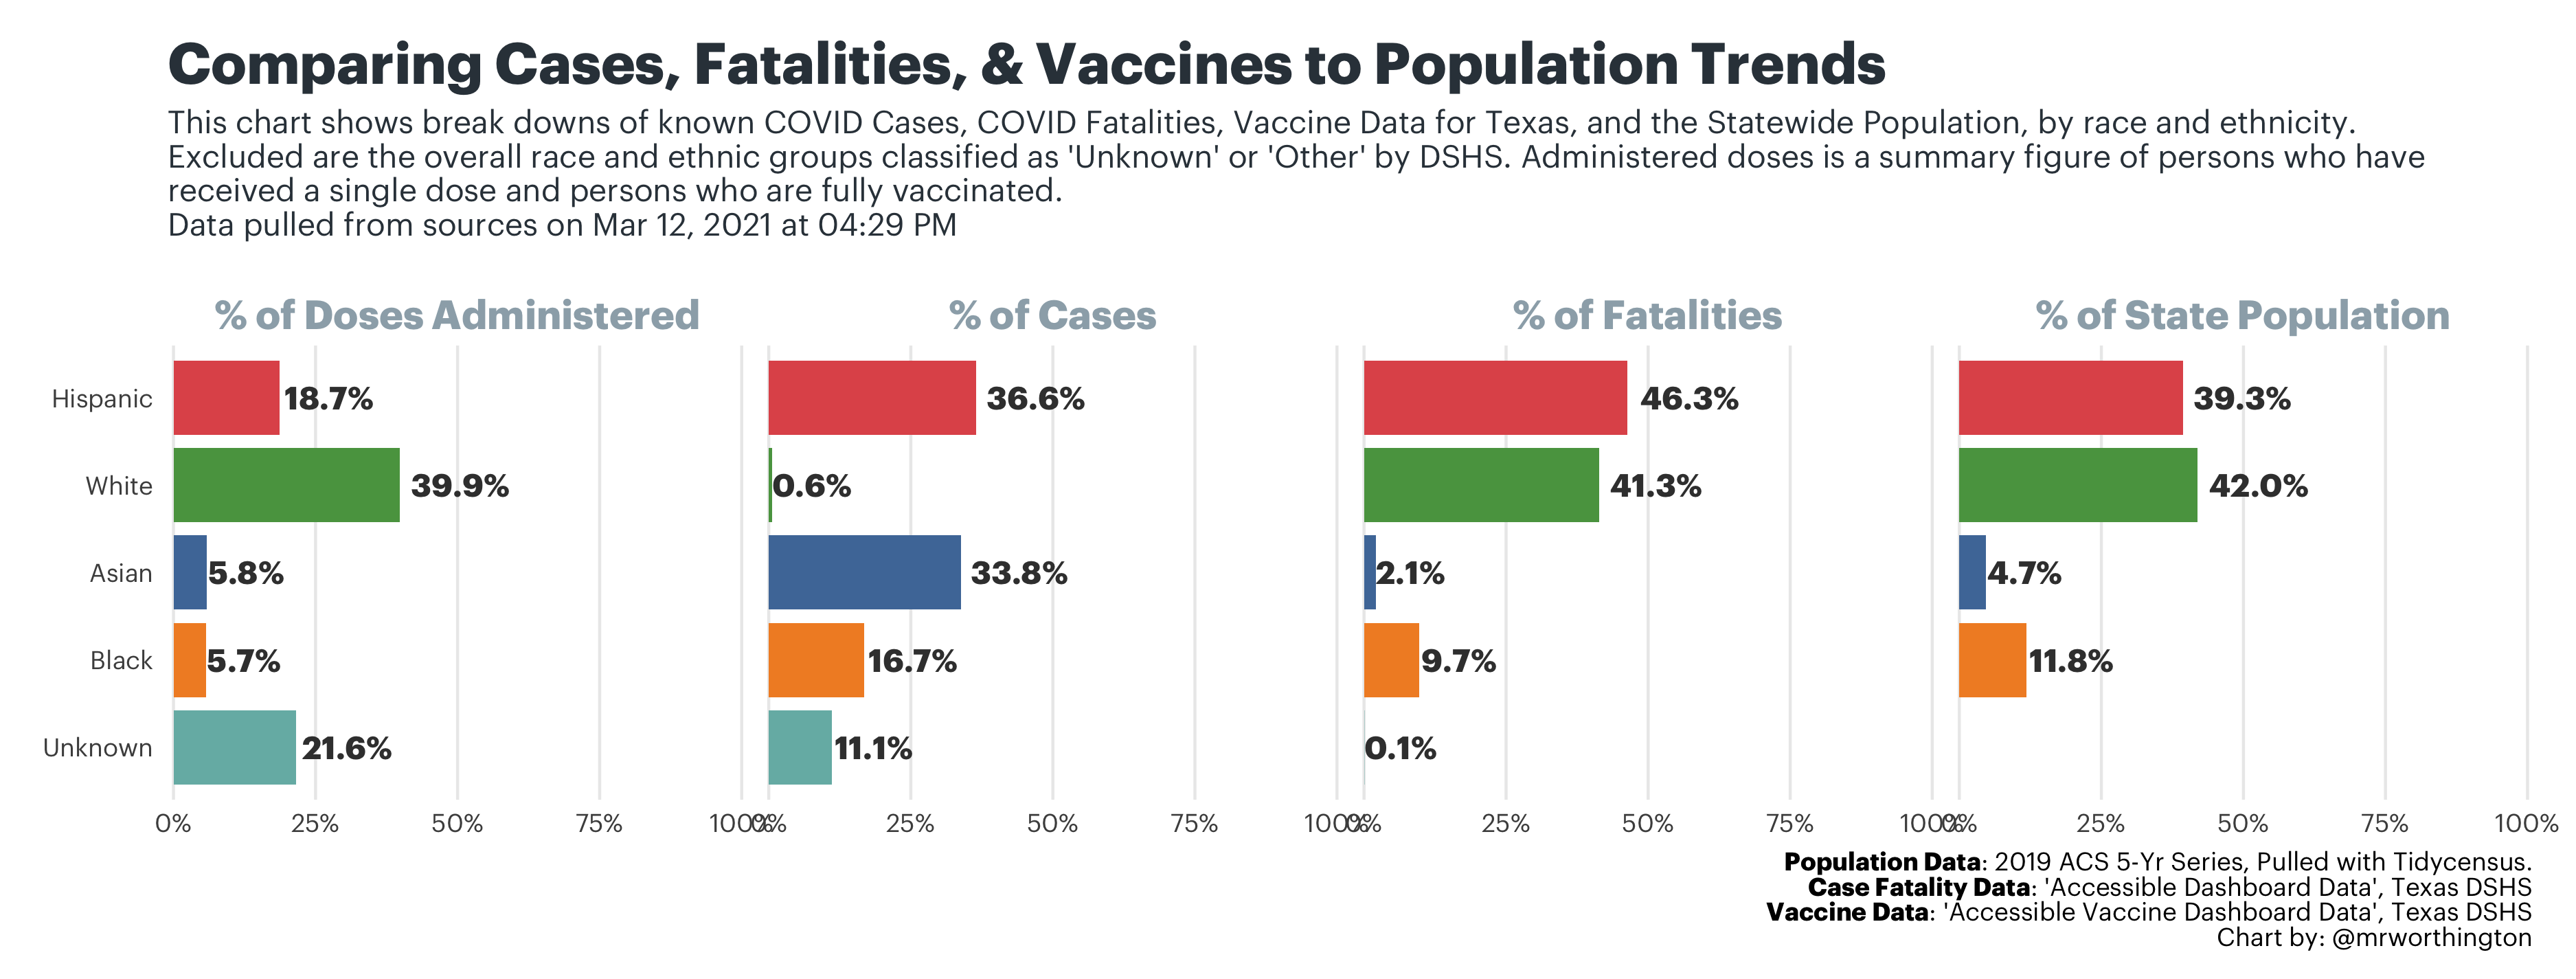 Comparing Cases, Fatalities, & Vaccines to Population Trends
This chart shows break downs of known COVID Cases, COVID Fatalities, Vaccine Data for Texas, and the Statewide Population, by race and ethnicity.
Excluded are the overall race and ethnic groups classified as 'Unknown' or 'Other' by DSHS. Administered doses is a summary figure of persons who have
received a single dose and persons who are fully vaccinated.
Data pulled from sources on Mar 12, 2021 at 04:29 PM
% of Doses Administered % of Cases % of Fatalities % of State Population
Hispanic 18.7% 36.6% 46.3% 39.3%
White 39.9% 0.6% 41.3% 42.0%
Asian 5.8% 33.8% 2.1% 4.7%
Black 5.7% 16.7% 9.7% 11.8%
Unknown 21.6% 11.1% 0.1%
0% 25% 50% 75% 100% 0% 25% 50% 75% 100% 0% 25% 50% 75% 100% 0% 25% 50% 75% 100%
Population Data: 2019 ACS 5-Yr Series, Pulled with Tidycensus.
Case Fatality Data: 'Accessible Dashboard Data', Texas DSHS
Vaccine Data: 'Accessible Vaccine Dashboard Data', Texas DSHS
Chart by: @mrworthington